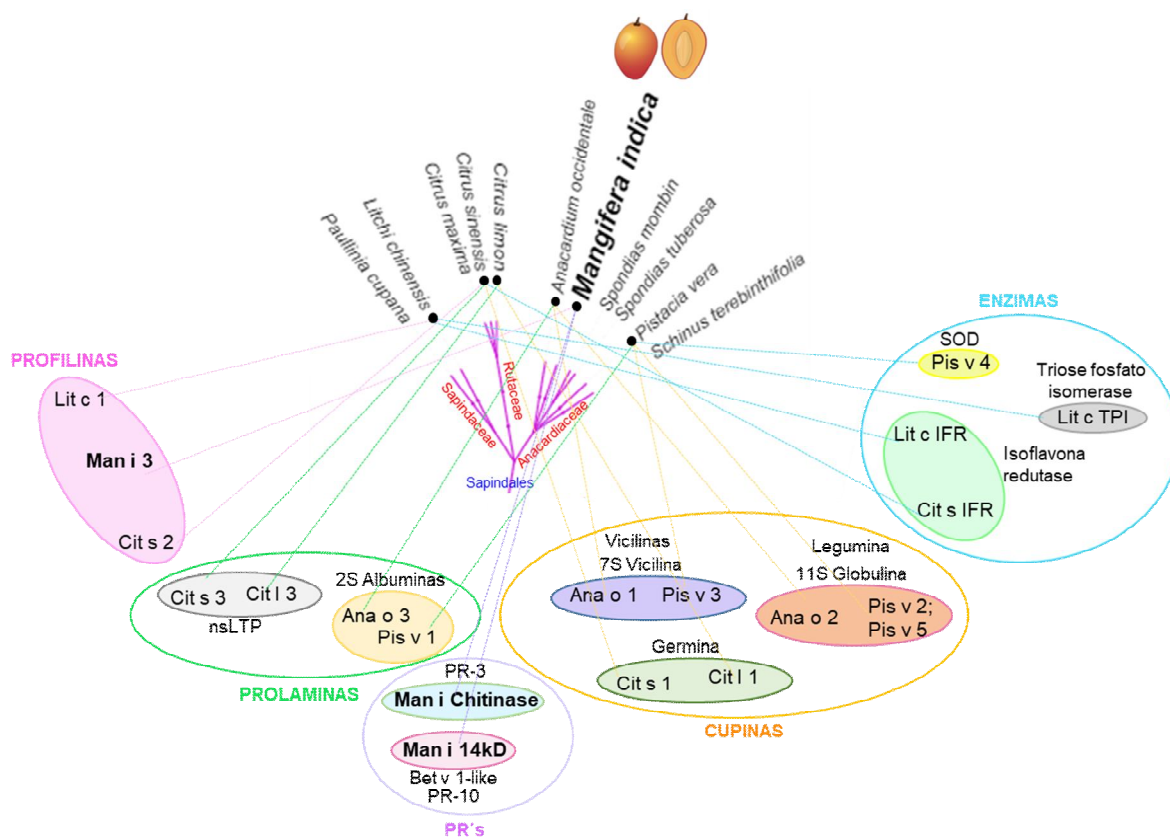 Paullinia cupana
Litchi chinensis
Citrus maxima
Citrus sinensis
Citrus limon
Anacardium occidentale
Mangifera indica
Spondias mombin
Spondias tuberosa
Pistacia vera
Schinus terebinthifolia
Sapindaceae
Rutaceae
Anacardiaceae
Sapindales
PROFILINAS
Lit c 1
Man i 3
Cit s 2
ENZIMAS
SOD
Pis v 4
Triose fosfato
isomerase
Lit c TPI
Lit c IFR
Isoflavona
redutase
Cit s IFR
2S Albuminas
Cit s 3 Cit l 3
nsLTP
Ana o 3
Pis v 1
PROLAMINAS
PR-3
Man i Chitinase
Man i 14kD
Bet v 1-like
PR-10
PR´s
Vicilinas
7S Vicilina
Ana o 1 Pis v 3
Legumina
11S Globulina
Ana o 2
Pis v 2;
Pis v 5
Germina
Cit s 1 Cit l 1
CUPINAS